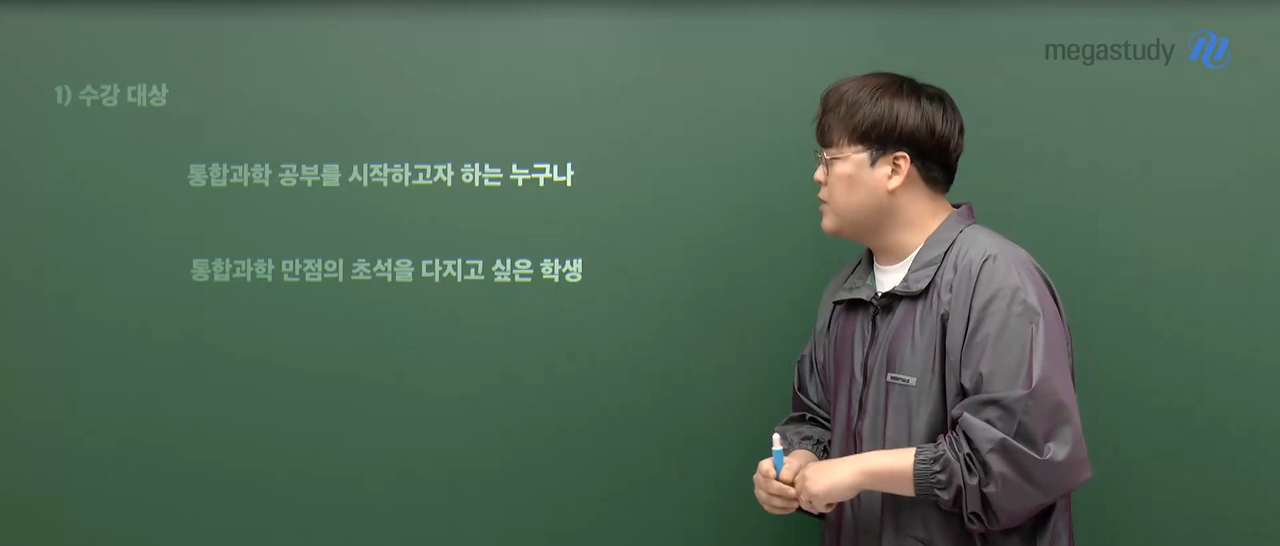 megastudy
1) 수강 대상
통합과학 공부를 시작하고자 하는 누구나
통합과학 만점의 초석을 다지고 싶은 학생